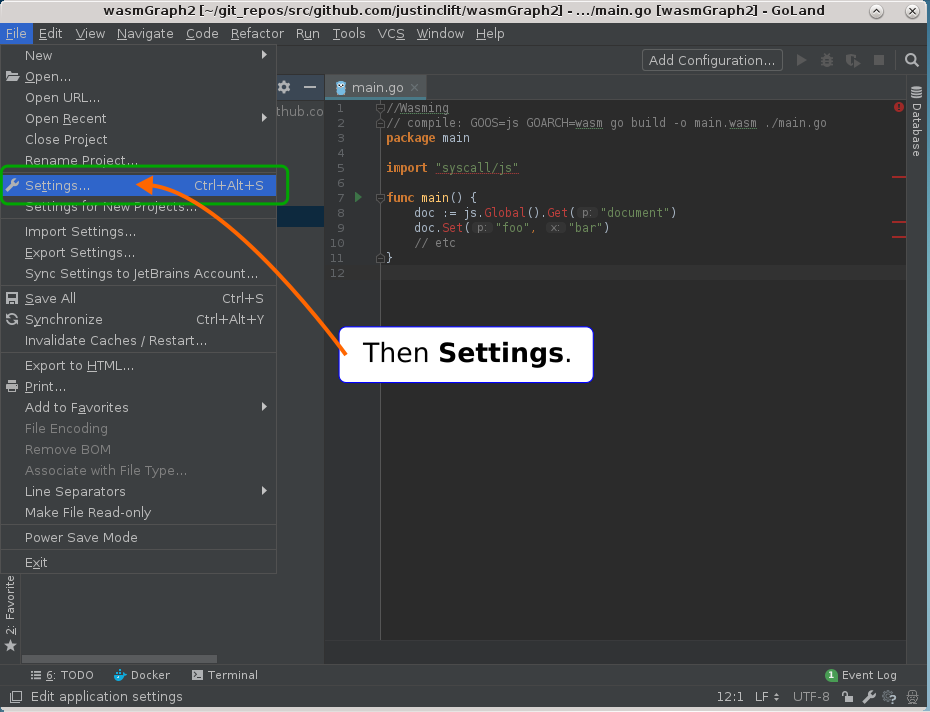 wasmGraph2 [~/git_repos/src/github.com/justinclift/wasmGraph2] - .../main.go [wasmGraph2] - GoLand
File Edit View Navigate Code Refactor Run Tools VCS Window Help
Add Configuration...
New
Open...
Open URL...
Open Recent
Close Project
Rename Project...
Settings... Ctrl+Alt+S
Settings for New Projects...
Import Settings...
Export Settings...
Sync Settings to JetBrains Account...
Save All Ctrl+S
Synchronize Ctrl+Alt+Y
Invalidate Caches / Restart...
Export to HTML...
Print...
Add to Favorites
File Encoding
Remove BOM
Associate with File Type...
Line Separators
Make File Read-only
Power Save Mode
Exit
thub.co
main.go
1 //Wasming
2 // compile: GOOS=js GOARCH=wasm go build -o main.wasm ./main.go
3 package main
4
5 import "syscall/js"
6
7 func main() {
8 doc := js.Global().Get( p: "document")
9 doc.Set( p: "foo", x: "bar")
10 // etc
11 }
12
Then Settings.
Database
2: Favorite
6: TODO Docker Terminal 1 Event Log
Edit application settings 12:1 LF UTF-8